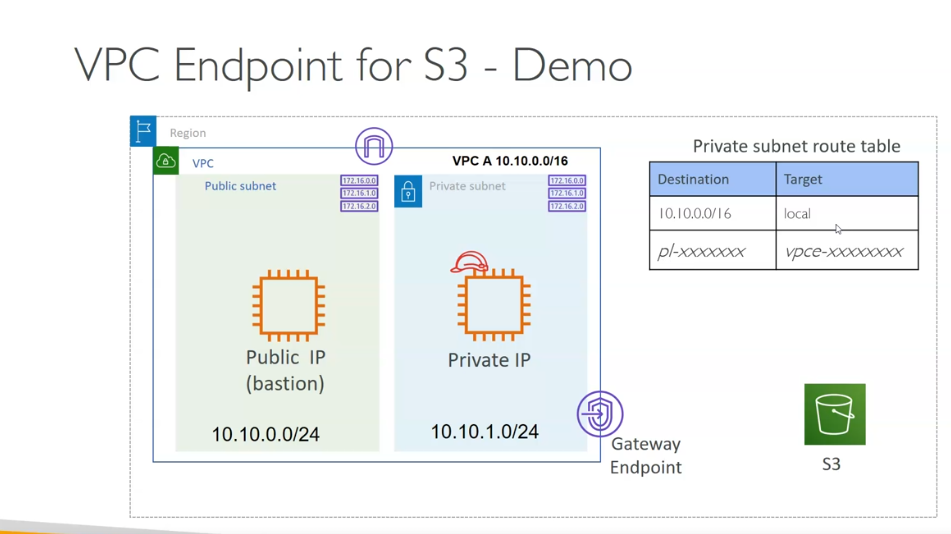 VPC Endpoint for S3 - Demo
Region
VPC
VPC A 10.10.0.0/16
Public subnet
172.16.0.0
172.16.1.0
172.16.2.0
Private subnet
172.16.0.0
172.16.1.0
172.16.2.0
Public IP
(bastion)
10.10.0.0/24
Private IP
10.10.1.0/24
Gateway
Endpoint
Private subnet route table
Destination Target
10.10.0.0/16 local
pl-xxxxxxx vpce-xxxxxxxx
S3